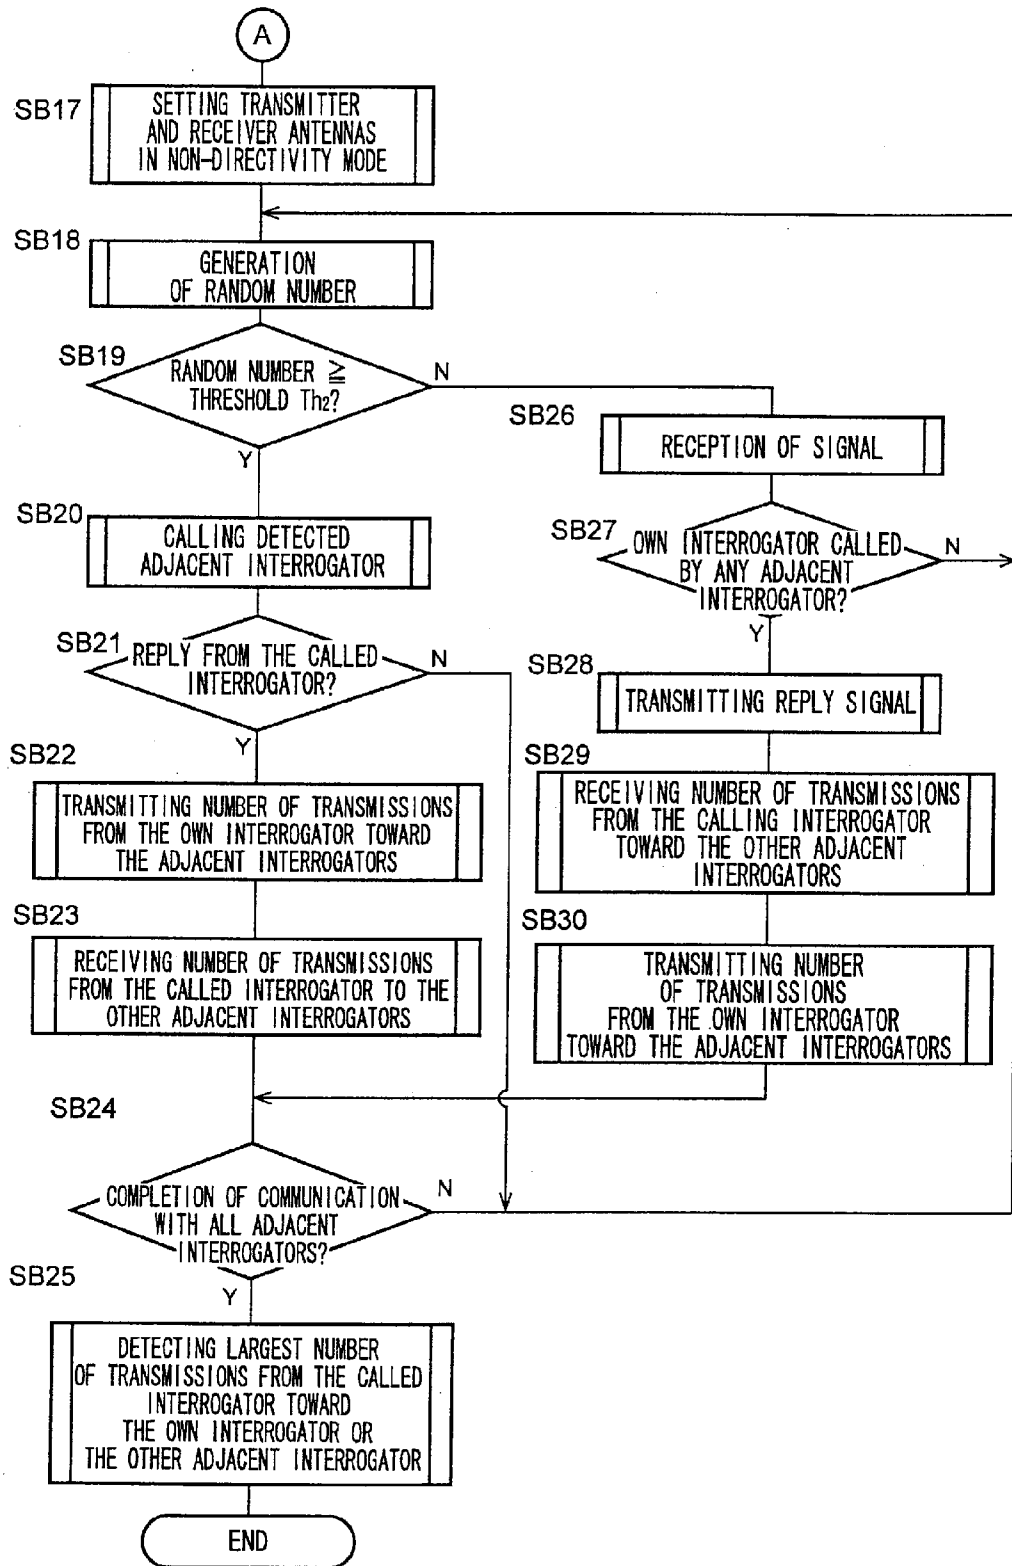 A
SB17
SETTING TRANSMITTER
AND RECEIVER ANTENNAS
IN NON-DIRECTIVITY MODE
SB18
GENERATION
OF RANDOM NUMBER
SB19
RANDOM NUMBER ≧
THRESHOLD Th2?
N
Y
SB20
CALLING DETECTED
ADJACENT INTERROGATOR
SB21
REPLY FROM THE CALLED
INTERROGATOR?
N
Y
SB22
TRANSMITTING NUMBER OF TRANSMISSIONS
FROM THE OWN INTERROGATOR TOWARD
THE ADJACENT INTERROGATORS
SB23
RECEIVING NUMBER OF TRANSMISSIONS
FROM THE CALLED INTERROGATOR TO THE
OTHER ADJACENT INTERROGATORS
SB24
COMPLETION OF COMMUNICATION
WITH ALL ADJACENT
INTERROGATORS?
N
Y
SB25
DETECTING LARGEST NUMBER
OF TRANSMISSIONS FROM THE CALLED
INTERROGATOR TOWARD
THE OWN INTERROGATOR OR
THE OTHER ADJACENT INTERROGATOR
END
SB26
RECEPTION OF SIGNAL
SB27
OWN INTERROGATOR CALLED
BY ANY ADJACENT
INTERROGATOR?
N
Y
SB28
TRANSMITTING REPLY SIGNAL
SB29
RECEIVING NUMBER OF TRANSMISSIONS
FROM THE CALLING INTERROGATOR
TOWARD THE OTHER ADJACENT
INTERROGATORS
SB30
TRANSMITTING NUMBER
OF TRANSMISSIONS
FROM THE OWN INTERROGATOR
TOWARD THE ADJACENT INTERROGATORS